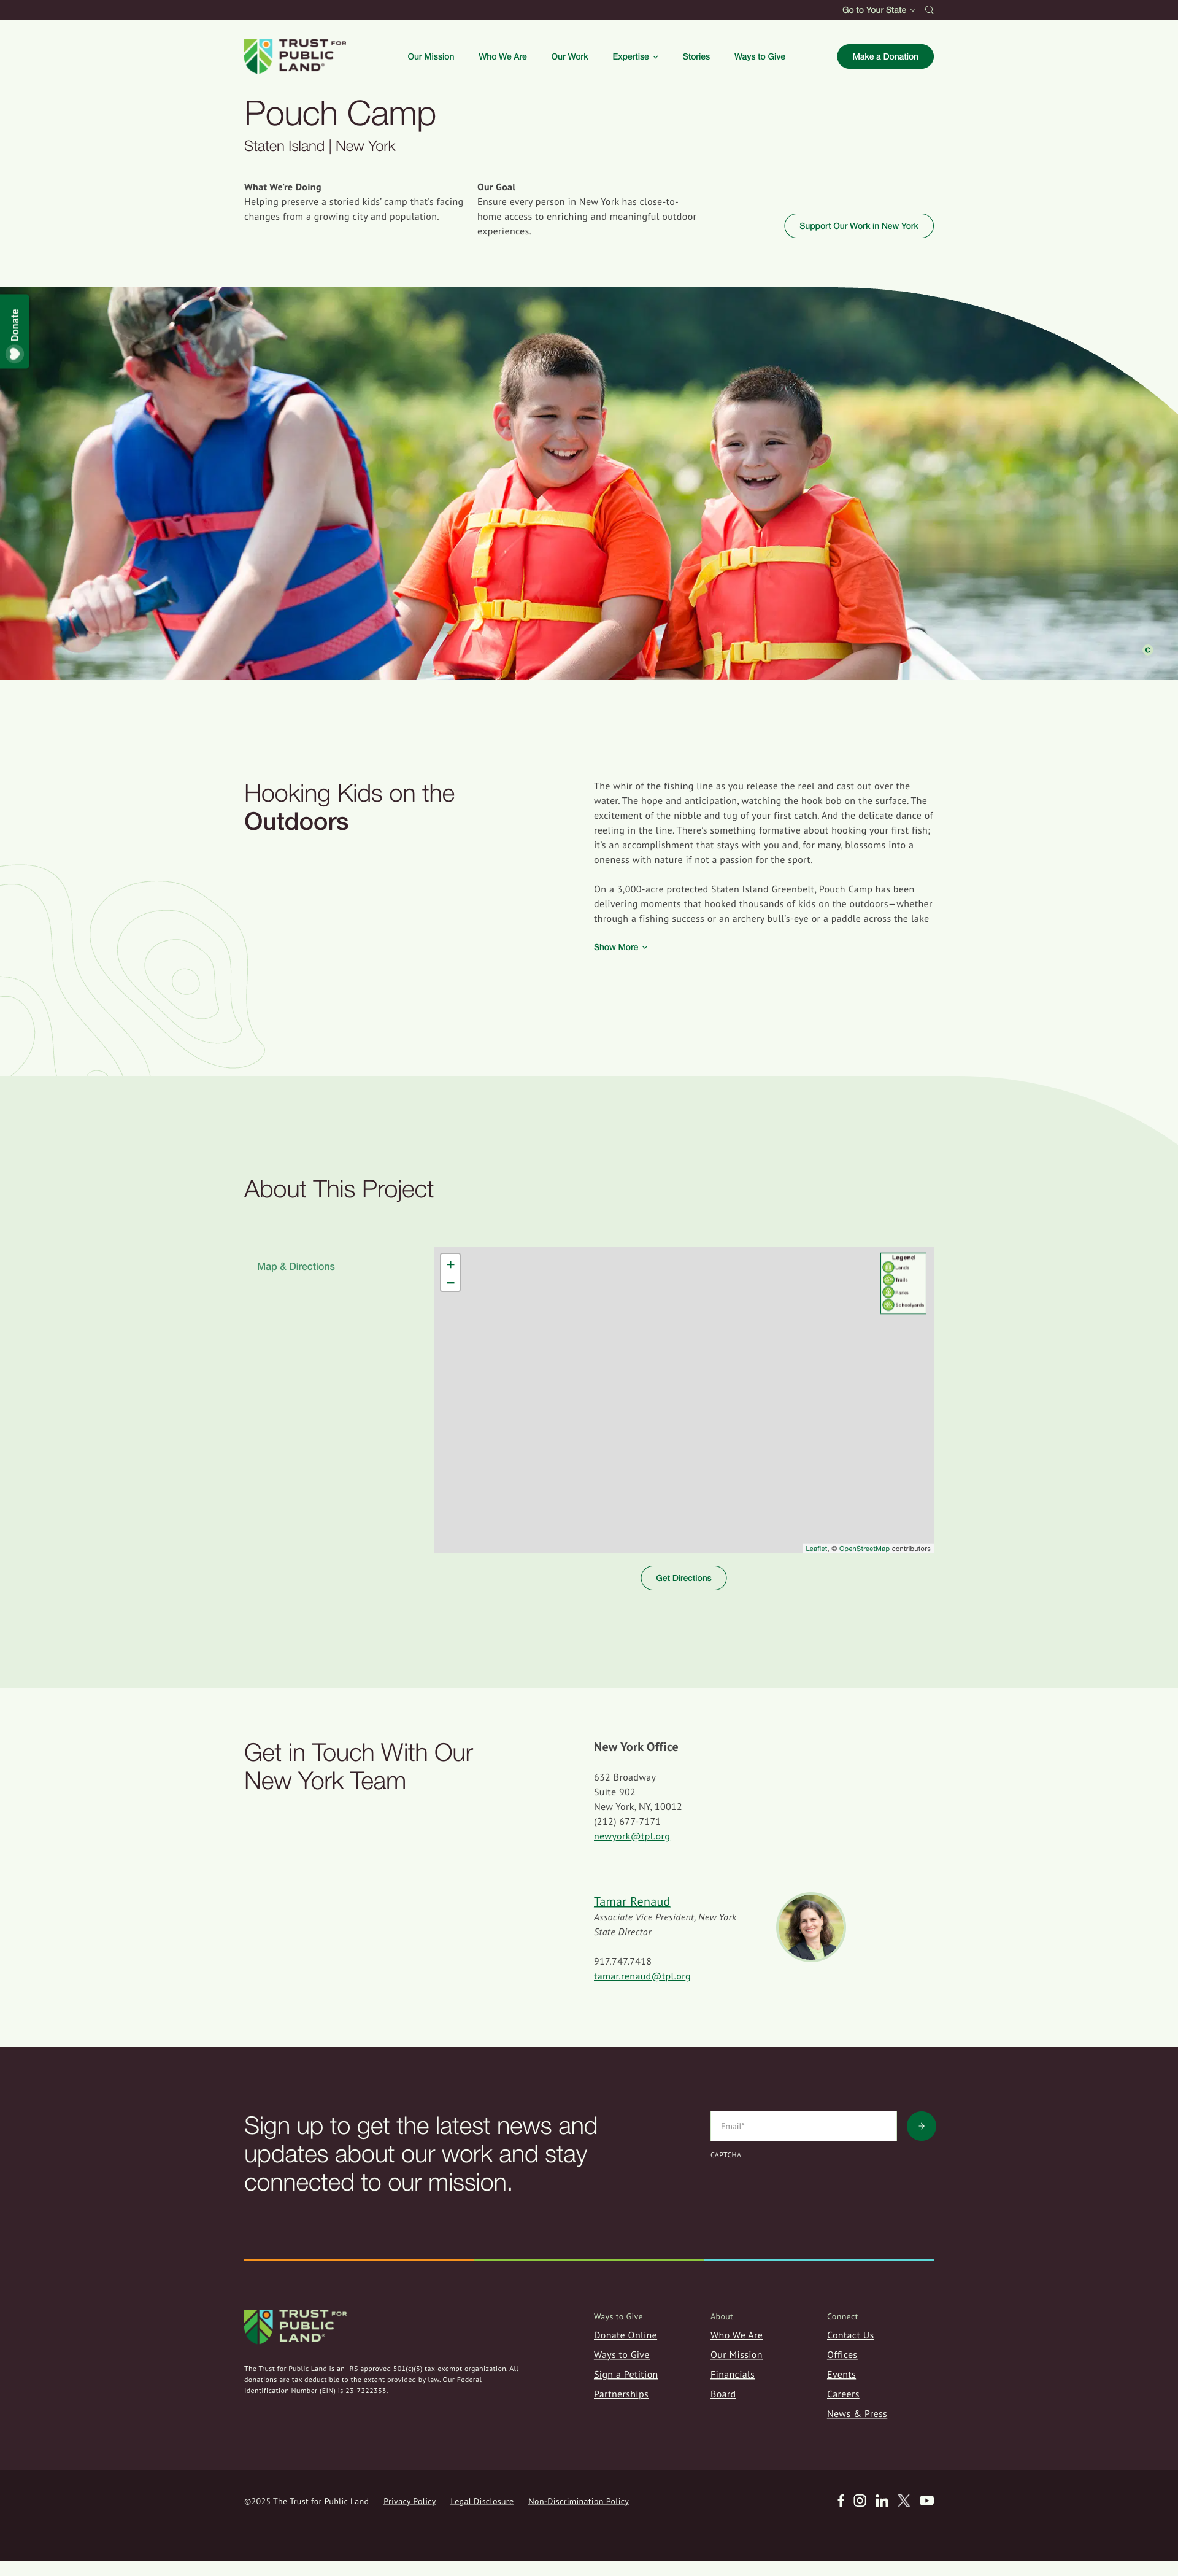 Go to Your State
TRUST FOR
PUBLIC
LAND®
Our Mission
Who We Are
Our Work
Expertise
Stories
Ways to Give
Make a Donation
Pouch Camp
Staten Island | New York
What We're Doing
Helping preserve a storied kids' camp that's facing
changes from a growing city and population.
Our Goal
Ensure every person in New York has close-to-
home access to enriching and meaningful outdoor
experiences.
Support Our Work in New York
Donate
C
Hooking Kids on the
Outdoors
The whir of the fishing line as you release the reel and cast out over the
water. The hope and anticipation, watching the hook bob on the surface. The
excitement of the nibble and tug of your first catch. And the delicate dance of
reeling in the line. There's something formative about hooking your first fish;
it's an accomplishment that stays with you and, for many, blossoms into a
oneness with nature if not a passion for the sport.
On a 3,000-acre protected Staten Island Greenbelt, Pouch Camp has been
delivering moments that hooked thousands of kids on the outdoors—whether
through a fishing success or an archery bull's-eye or a paddle across the lake
Show More
About This Project
Map & Directions
+
−
Legend
Lands
Trails
Parks
Schoolyards
Leaflet, © OpenStreetMap contributors
Get Directions
Get in Touch With Our
New York Team
New York Office
632 Broadway
Suite 902
New York, NY, 10012
(212) 677-7171
newyork@tpl.org
Tamar Renaud
Associate Vice President, New York
State Director
917.747.7418
tamar.renaud@tpl.org
Sign up to get the latest news and
updates about our work and stay
connected to our mission.
Email*
CAPTCHA
TRUST FOR
PUBLIC
LAND®
The Trust for Public Land is an IRS approved 501(c)(3) tax-exempt organization. All
donations are tax deductible to the extent provided by law. Our Federal
Identification Number (EIN) is 23-7222333.
Ways to Give
Donate Online
Ways to Give
Sign a Petition
Partnerships
About
Who We Are
Our Mission
Financials
Board
Connect
Contact Us
Offices
Events
Careers
News & Press
©2025 The Trust for Public Land
Privacy Policy
Legal Disclosure
Non-Discrimination Policy